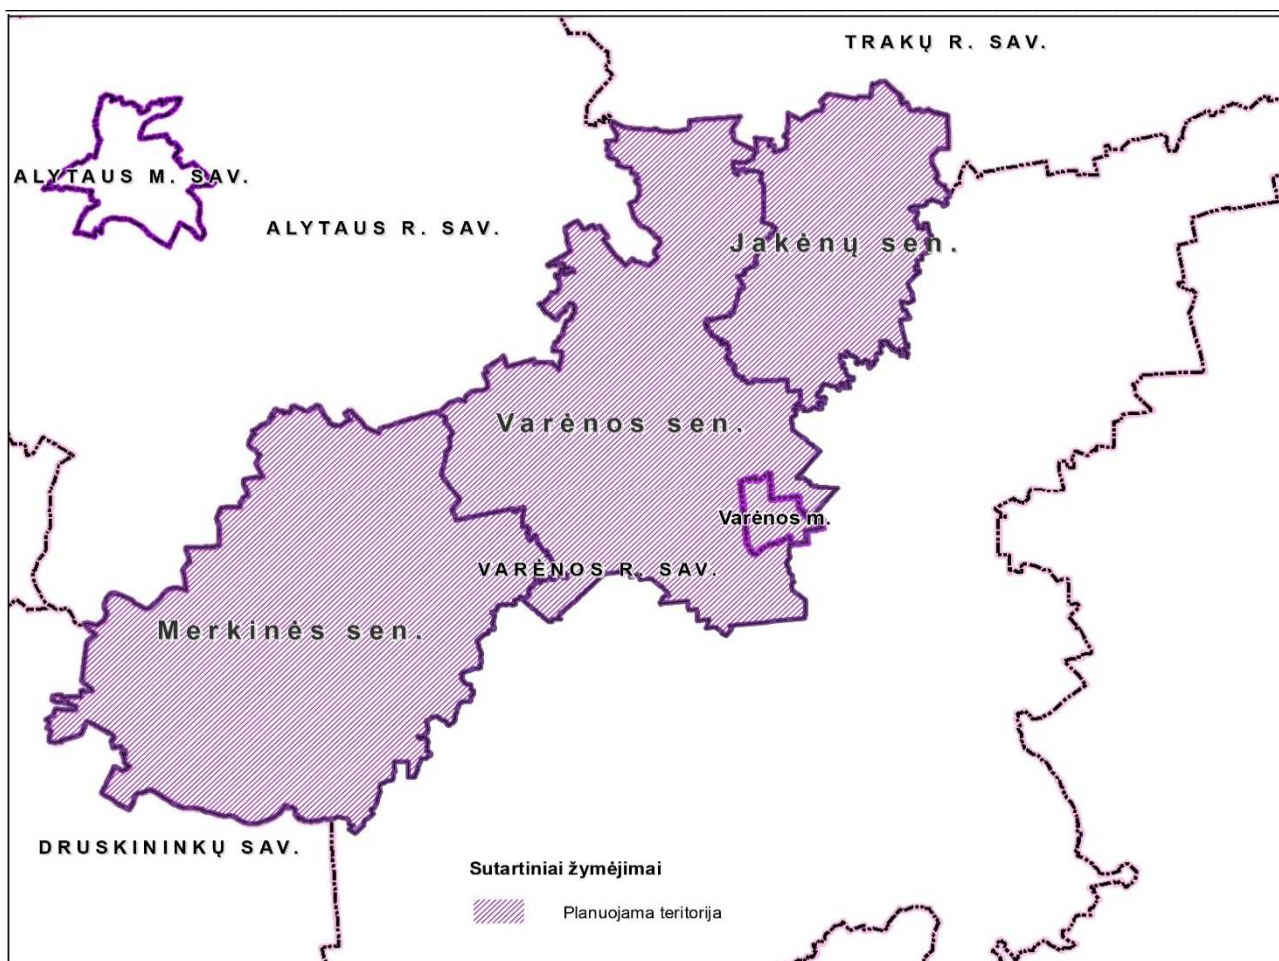 TRAKŲ R. SAV.
ALYTAUS M. SAV.
ALYTAUS R. SAV.
Jakėnų sen.
Varėnos sen.
Varėnos m.
VARĖNOS R. SAV.
Merkinės sen.
DRUSKININKŲ SAV.
Sutartiniai žymėjimai
Planuojama teritorija